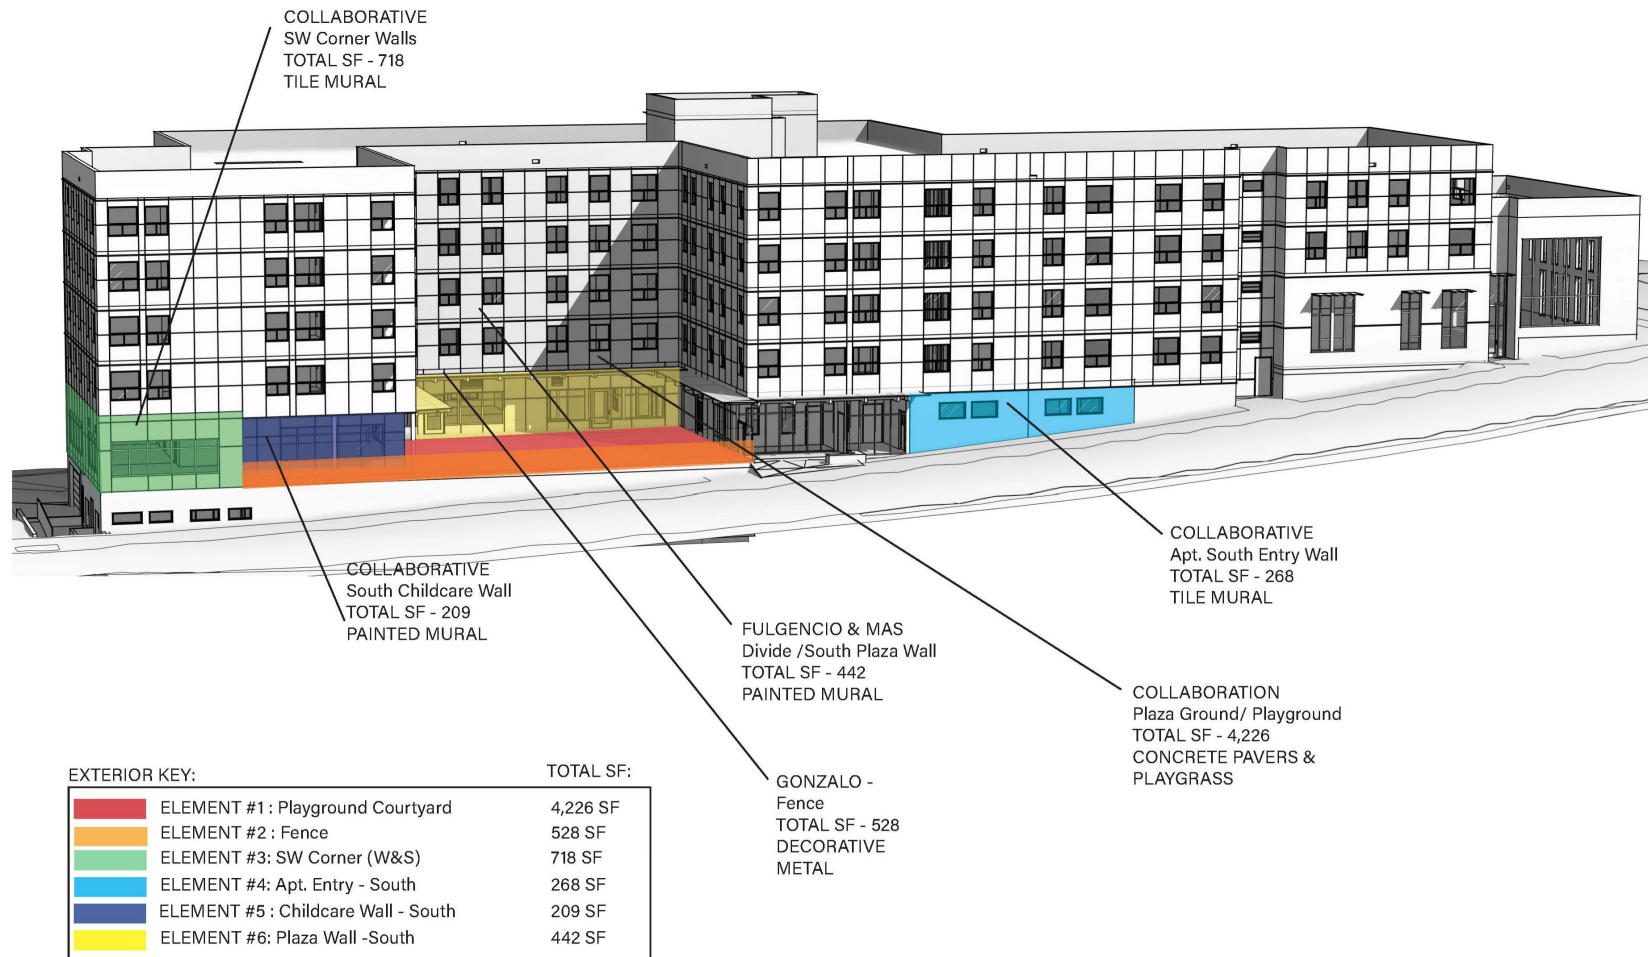 COLLABORATIVE
SW Corner Walls
TOTAL SF - 718
TILE MURAL
COLLABORATIVE
South Childcare Wall
TOTAL SF - 209
PAINTED MURAL
FULGENCIO & MAS
Divide /South Plaza Wall
TOTAL SF - 442
PAINTED MURAL
COLLABORATIVE
Apt. South Entry Wall
TOTAL SF - 268
TILE MURAL
COLLABORATION
Plaza Ground/ Playground
TOTAL SF - 4,226
CONCRETE PAVERS &
PLAYGRASS
GONZALO -
Fence
TOTAL SF - 528
DECORATIVE
METAL
EXTERIOR KEY: TOTAL SF:
ELEMENT #1 : Playground Courtyard 4,226 SF
ELEMENT #2 : Fence 528 SF
ELEMENT #3: SW Corner (W&S) 718 SF
ELEMENT #4: Apt. Entry - South 268 SF
ELEMENT #5 : Childcare Wall - South 209 SF
ELEMENT #6: Plaza Wall -South 442 SF